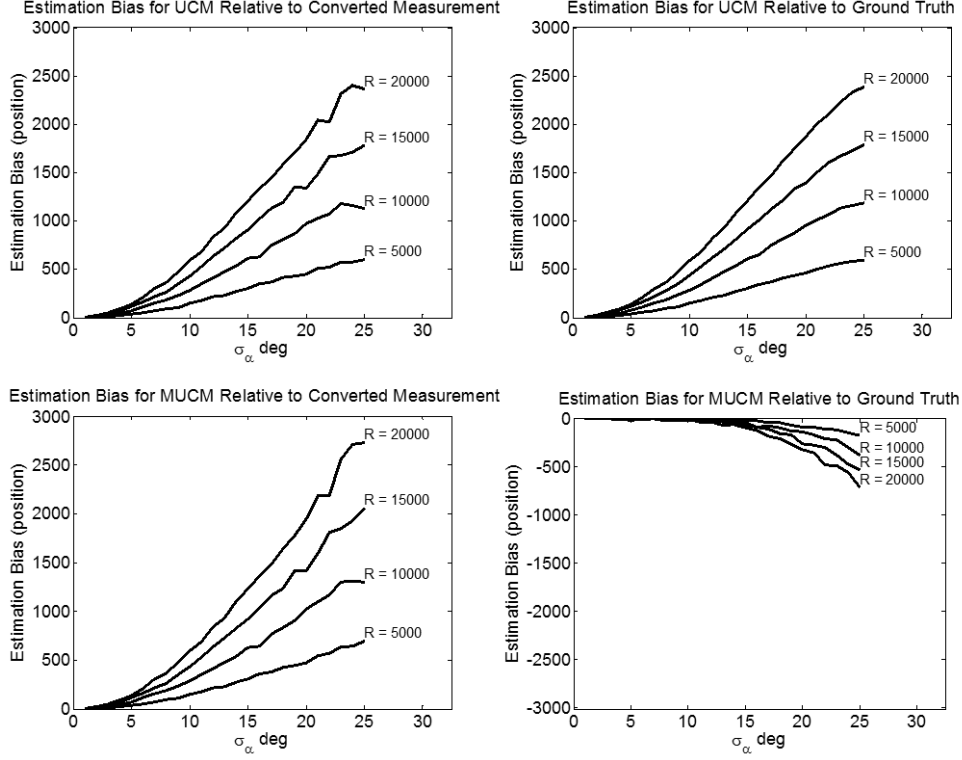 Estimation Bias for UCM Relative to Converted Measurement
Estimation Bias (position)
3000
2500
2000
1500
1000
500
0
0 5 10 15 20 25 30
σα deg
R = 20000
R = 15000
R = 10000
R = 5000
Estimation Bias for UCM Relative to Ground Truth
Estimation Bias (position)
3000
2500
2000
1500
1000
500
0
0 5 10 15 20 25 30
σα deg
R = 20000
R = 15000
R = 10000
R = 5000
Estimation Bias for MUCM Relative to Converted Measurement
Estimation Bias (position)
3000
2500
2000
1500
1000
500
0
0 5 10 15 20 25 30
σα deg
R = 20000
R = 15000
R = 10000
R = 5000
Estimation Bias for MUCM Relative to Ground Truth
Estimation Bias (position)
0
-500
-1000
-1500
-2000
-2500
-3000
0 5 10 15 20 25 30
σα deg
R = 5000
R = 10000
R = 15000
R = 20000